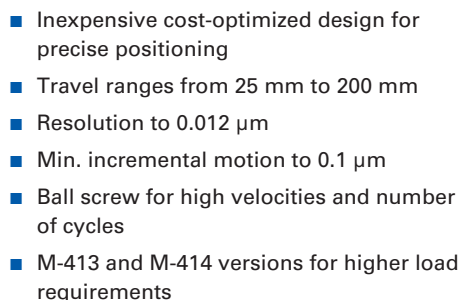 ■ Inexpensive cost-optimized design for
precise positioning
■ Travel ranges from 25 mm to 200 mm
■ Resolution to 0.012 µm
■ Min. incremental motion to 0.1 µm
■ Ball screw for high velocities and number
of cycles
■ M-413 and M-414 versions for higher load
requirements